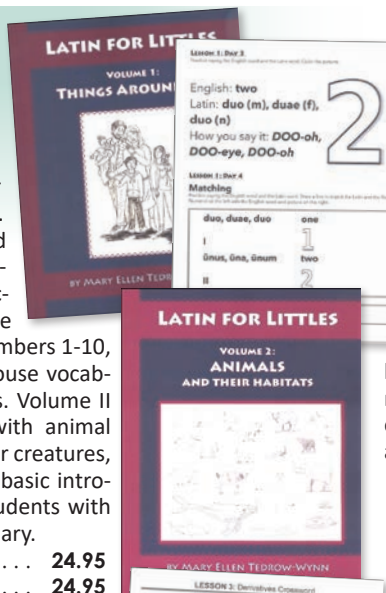 LATIN FOR LITTLES
VOLUME 1:
THINGS
BY MARY ELLEN
LESSON 1: DAY 3
English: two
Latin: duo (m), duae (f),
duo (n)
How you say it: DOO-oh,
DOO-eye, DOO-oh
2
LESSON 1: DAY 4
Matching
duo, duae, duo one
I 1
ūnus, ūna, ūnum two
II 2
LATIN FOR LITTLES
VOLUME 2:
ANIMALS
AND THEIR HABITATS
BY MARY ELLEN TEDROW-WYNN
LESSON 3: Derivatives Crossword
mbers 1-10,
ouse vocab-
s. Volume II
with animal
r creatures,
basic intro-
udents with
ary.
. . . 24.95
. . . 24.95